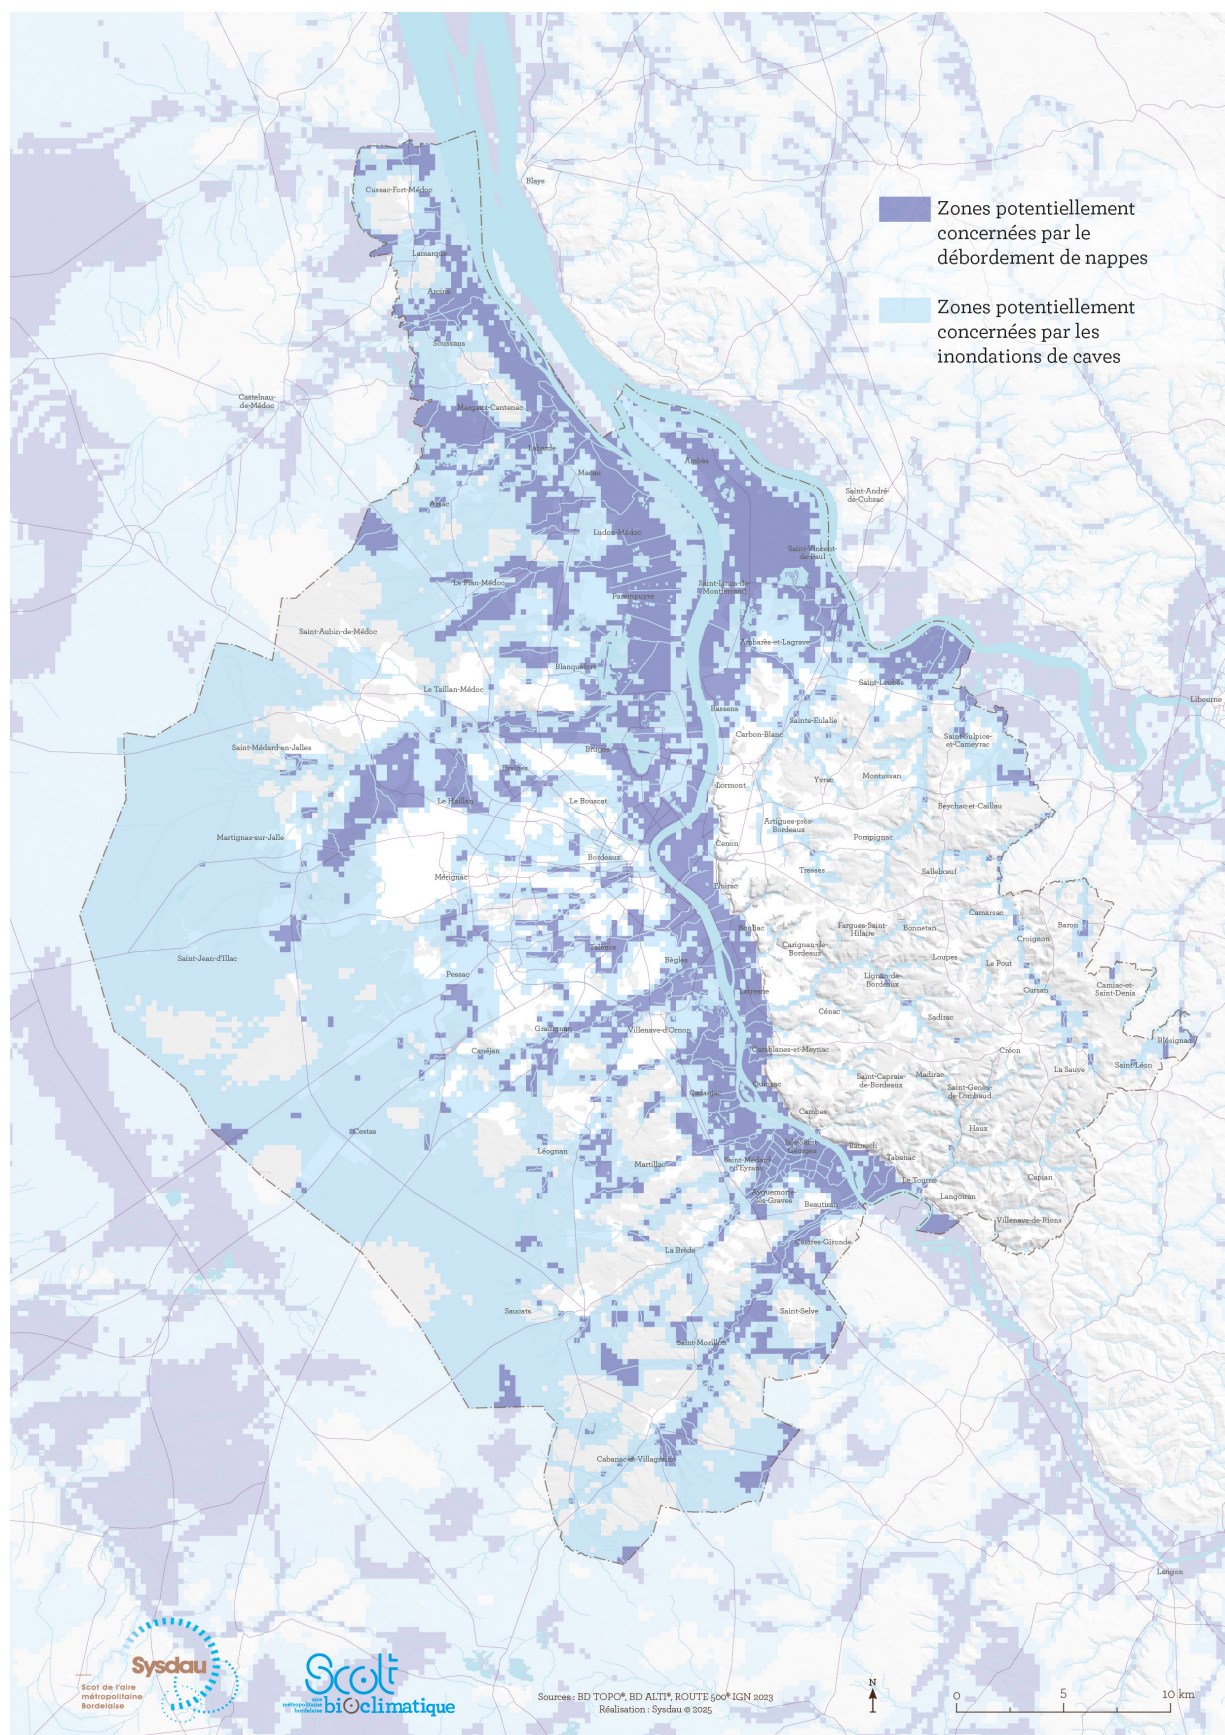 Blaye
Cussac-Fort-Médoc
Zones potentiellement
concernées par le
débordement de nappes
Lamarque
Arcins
Zones potentiellement
concernées par les
inondations de caves
Soussans
Castelnau-
de-Médoc
Margaux-Cantenac
Labarde
Macau
Ambès
Saint-André-
de-Cubzac
Arsac
Ludon-Médoc
Saint-Vincent-
de-Paul
Le Pian-Médoc
Saint-Louis-de-
Montferrand
Parempuyre
Saint-Aubin-de-Médoc
Ambarès-et-Lagrave
Blanquefort
Le Taillan-Médoc
Saint-Loubès
Libourne
Bassens
Sainte-Eulalie
Carbon-Blanc
Saint-Sulpice-
et-Cameyrac
Saint-Médard-en-Jalles
Bruges
Eysines
Yvrac
Montussan
Lormont
Le Haillan
Le Bouscat
Beychac-et-Caillau
Artigues-près-
Bordeaux
Martignas-sur-Jalle
Pompignac
Cenon
Bordeaux
Mérignac
Tresses
Sallebœuf
Floirac
Camarsac
Bouliac
Fargues-Saint-
Hilaire
Bonnetan
Baron
Croignon
Carignan-de-
Bordeaux
Talence
Saint-Jean-d'Illac
Bègles
Loupes
Le Pout
Pessac
Lignan-de-
Bordeaux
Camiac-et-
Saint-Denis
Cursan
Latresne
Cénac
Sadirac
Gradignan
Villenave-d'Ornon
Blésignac
Canéjan
Camblanes-et-Meynac
Créon
Saint-Léon
La Sauve
Saint-Caprais-
de-Bordeaux
Madirac
Quinsac
Saint-Genès-
de-Lombaud
Cadaujac
Cambes
Cestas
Haux
Isle-Saint-
Georges
Baurech
Léognan
Tabanac
Martillac
Saint-Médard-
d'Eyrans
Capian
Le Tourne
Langoiran
Ayguemorte-
les-Graves
Beautiran
Villenave-de-Rions
Castres-Gironde
La Brède
Saucats
Saint-Selve
Saint-Morillon
Cabanac-et-Villagrains
Langon
Sysdau
Scot de l'aire
métropolitaine
Bordelaise
Scot
aire
métropolitaine
bordelaise
bioclimatique
Sources : BD TOPO®, BD ALTI®, ROUTE 500® IGN 2023
Réalisation : Sysdau © 2025
N
0 5 10 km